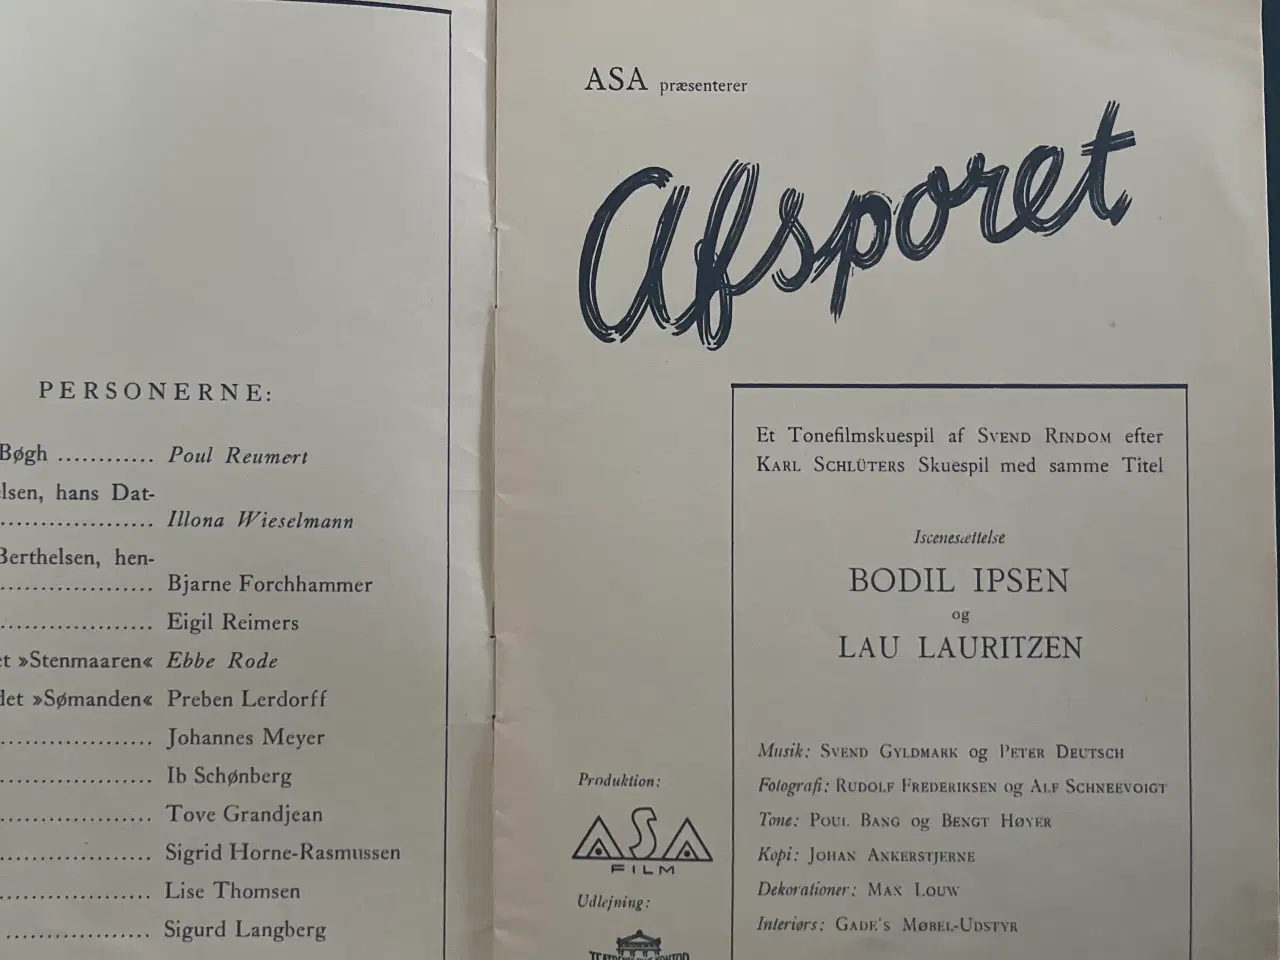 PERSONERNE:
Bøgh ............ Poul Reumert
elsen, hans Dat-
................... Illona Wieselmann
Berthelsen, hen-
................... Bjarne Forchhammer
................... Eigil Reimers
et »Stenmaaren« Ebbe Rode
det »Sømanden« Preben Lerdorff
................... Johannes Meyer
................... Ib Schønberg
................... Tove Grandjean
................... Sigrid Horne-Rasmussen
................... Lise Thomsen
................... Sigurd Langberg
ASA præsenterer
Afsporet
Et Tonefilmskuespil af SVEND RINDOM efter
KARL SCHLÜTERS Skuespil med samme Titel
Iscenesættelse
BODIL IPSEN
og
LAU LAURITZEN
Musik: SVEND GYLDMARK og PETER DEUTSCH
Fotografi: RUDOLF FREDERIKSEN og ALF SCHNEEVOIGT
Tone: POUL BANG og BENGT HØYER
Kopi: JOHAN ANKERSTJERNE
Dekorationer: MAX LOUW
Interiørs: GADE'S MØBEL-UDSTYR
Produktion:
ASA
FILM
Udlejning: